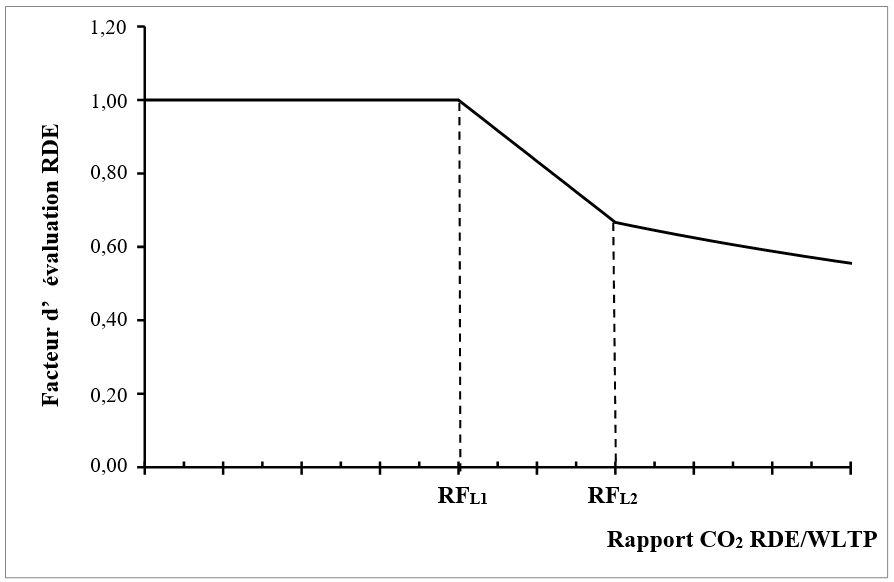 1,20
1,00
0,80
0,60
0,40
0,20
0,00
Facteur d’ évaluation RDE
RFL1 RFL2
Rapport CO2 RDE/WLTP